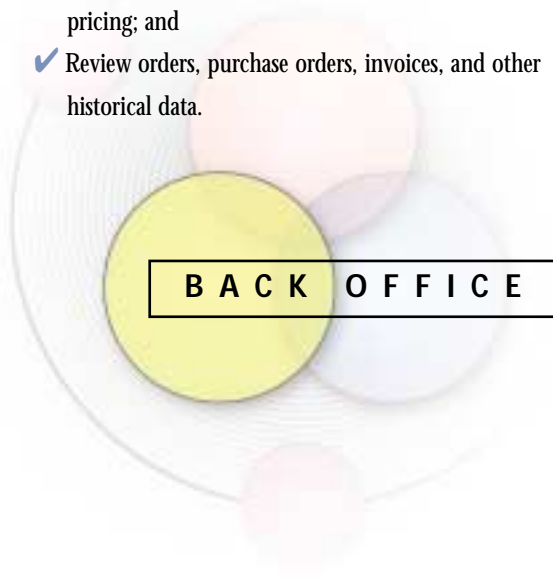 pricing; and
✔ Review orders, purchase orders, invoices, and other
historical data.
BACK OFFICE